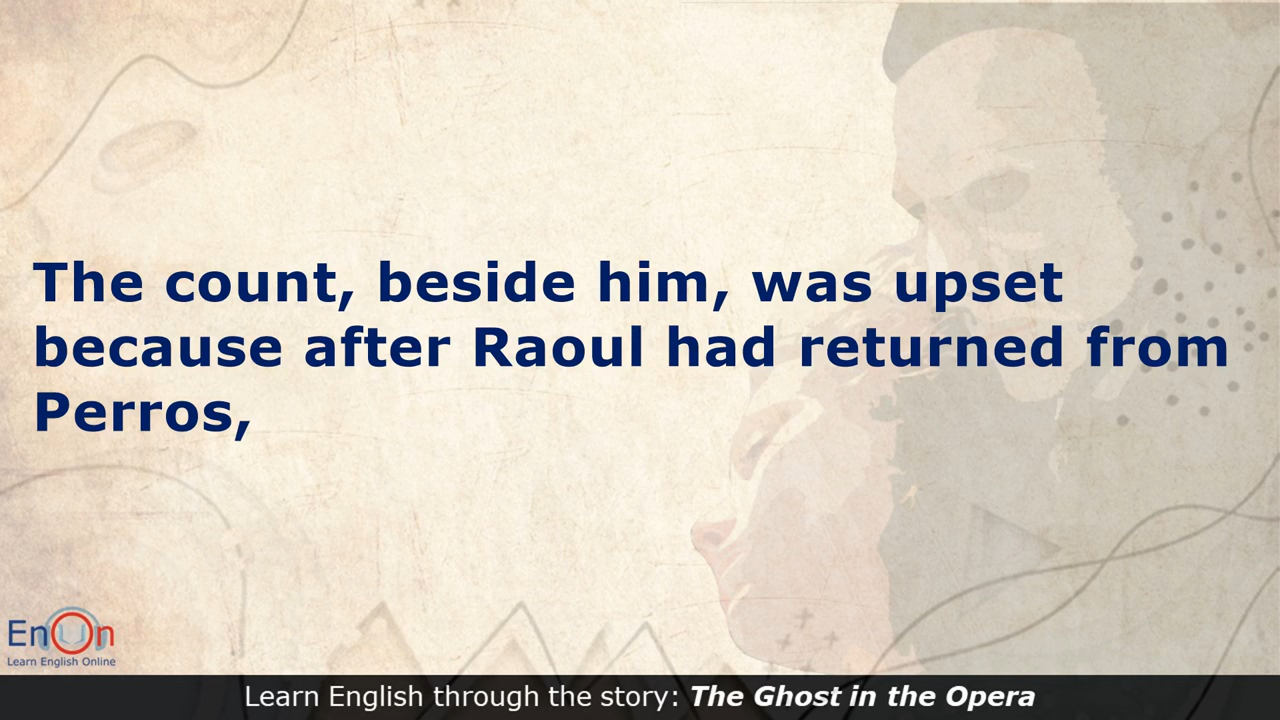 The count, beside him, was upset
because after Raoul had returned from
Perros,
EnOn
Learn English Online
Learn English through the story: The Ghost in the Opera